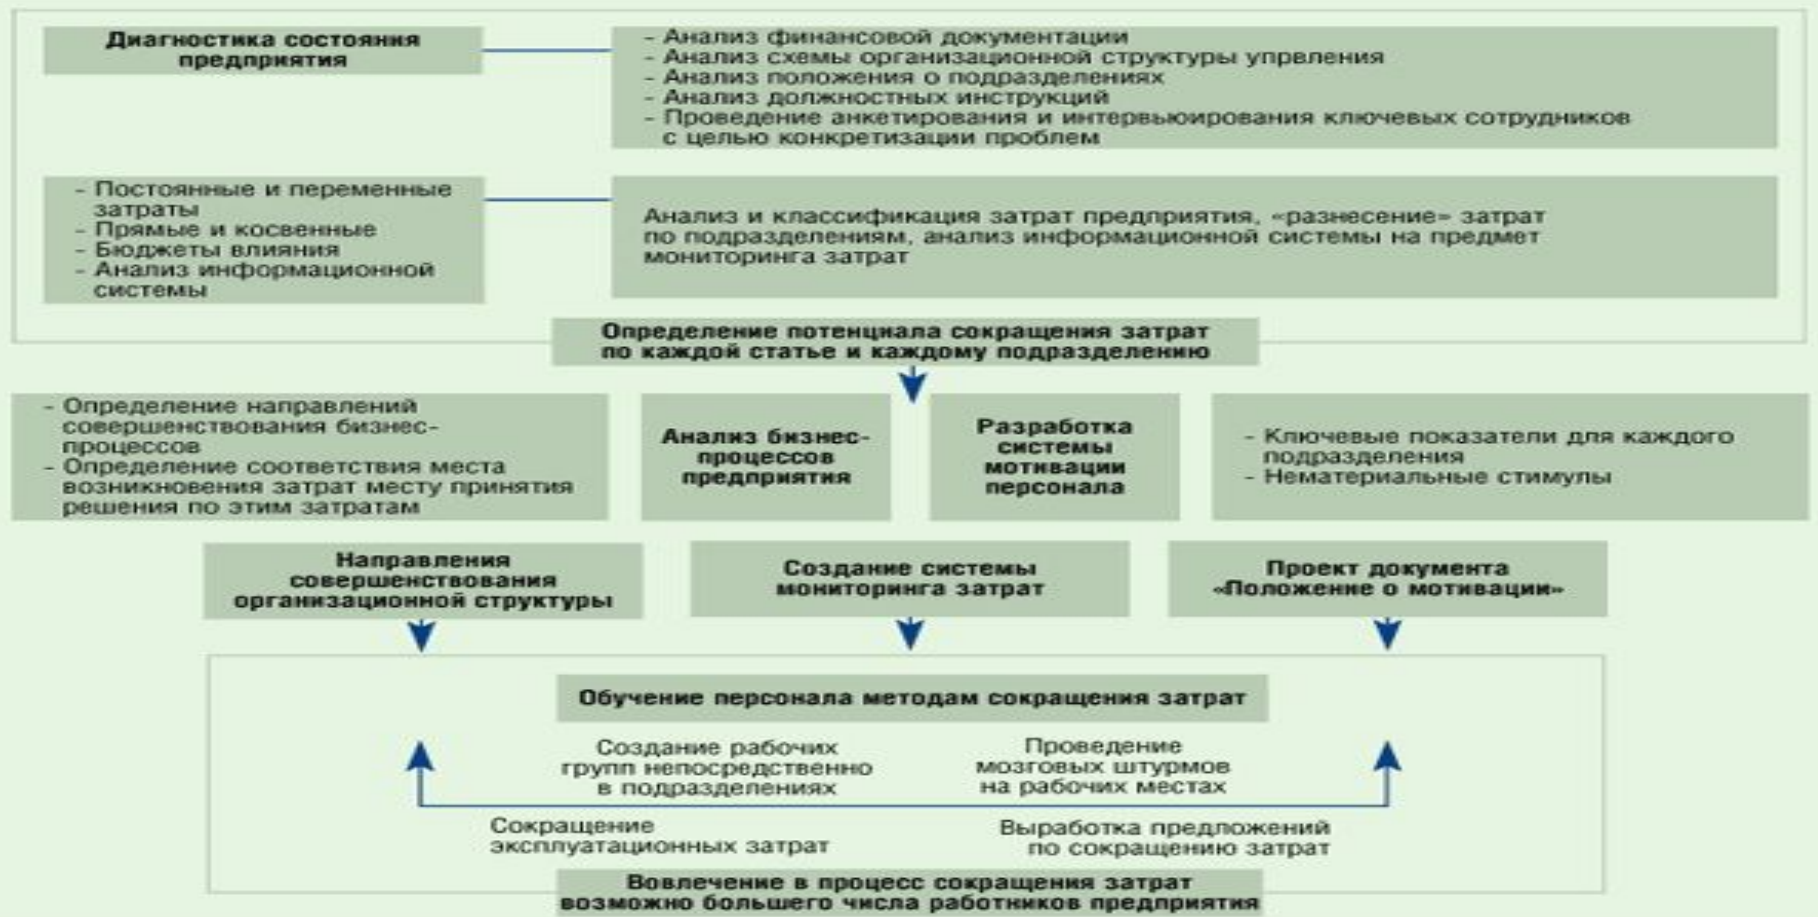 Диагностика состояния
предприятия
- Анализ финансовой документации
- Анализ схемы организационной структуры упрвления
- Анализ положения о подразделениях
- Анализ должностных инструкций
- Проведение анкетирования и интервьюирования ключевых сотрудников
с целью конкретизации проблем
- Постоянные и переменные
затраты
- Прямые и косвенные
- Бюджеты влияния
- Анализ информационной
системы
Анализ и классификация затрат предприятия, «разнесение» затрат
по подразделениям, анализ информационной системы на предмет
мониторинга затрат
Определение потенциала сокращения затрат
по каждой статье и каждому подразделению
- Определение направлений
совершенствования бизнес-
процессов
- Определение соответствия места
возникновения затрат месту принятия
решения по этим затратам
Анализ бизнес-
процессов
предприятия
Разработка
системы
мотивации
персонала
- Ключевые показатели для каждого
подразделения
- Нематериальные стимулы
Направления
совершенствования
организационной структуры
Создание системы
мониторинга затрат
Проект документа
«Положение о мотивации»
Обучение персонала методам сокращения затрат
Создание рабочих
групп непосредственно
в подразделениях
Проведение
мозговых штурмов
на рабочих местах
Сокращение
эксплуатационных затрат
Выработка предложений
по сокращению затрат
Вовлечение в процесс сокращения затрат
возможно большего числа работников предприятия